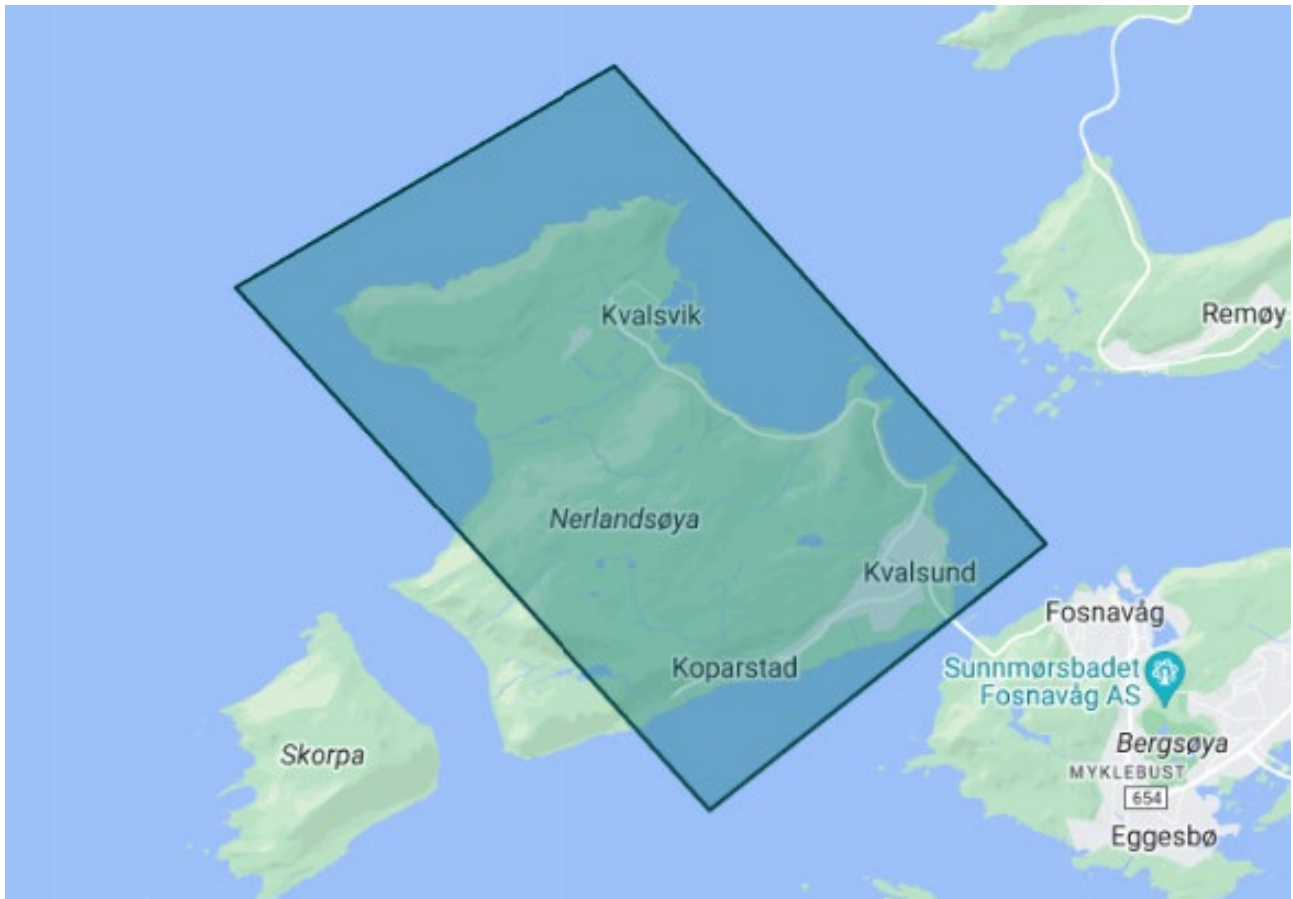 Remøy
Kvalsvik
Nerlandsøya
Kvalsund
Fosnavåg
Koparstad
Sunnmørsbadet
Fosnavåg AS
Skorpa
Bergsøya
MYKLEBUST
654
Eggesbø